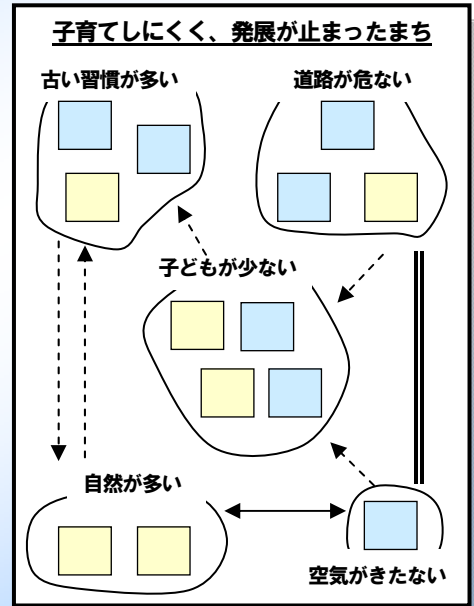 子育てしにくく、発展が止まったまち
古い習慣が多い
道路が危ない
子どもが少ない
自然が多い
空気がきたない